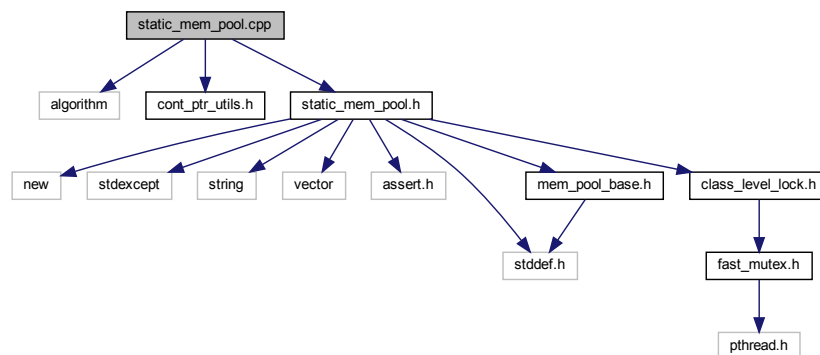 static_mem_pool.cpp
algorithm
cont_ptr_utils.h
static_mem_pool.h
new
stdexcept
string
vector
assert.h
mem_pool_base.h
class_level_lock.h
stddef.h
fast_mutex.h
pthread.h